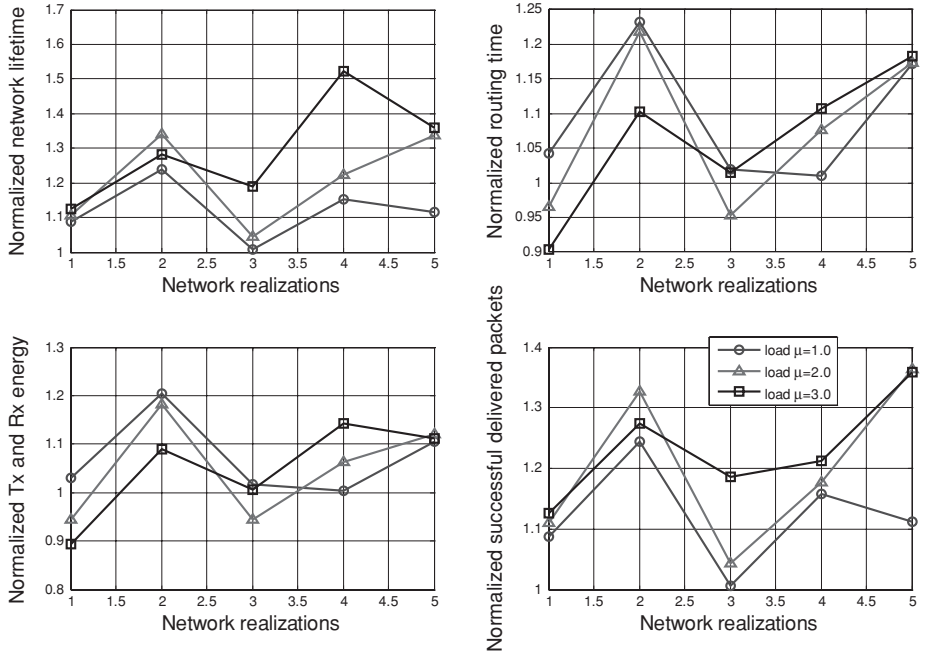 Normalized network lifetime
1.7
1.6
1.5
1.4
1.3
1.2
1.1
1
1 1.5 2 2.5 3 3.5 4 4.5 5
Network realizations
Normalized routing time
1.25
1.2
1.15
1.1
1.05
1
0.95
0.9
1 1.5 2 2.5 3 3.5 4 4.5 5
Network realizations
Normalized Tx and Rx energy
1.3
1.2
1.1
1
0.9
0.8
1 1.5 2 2.5 3 3.5 4 4.5 5
Network realizations
Normalized successful delivered packets
1.4
1.3
1.2
1.1
1
load μ=1.0
load μ=2.0
load μ=3.0
1 1.5 2 2.5 3 3.5 4 4.5 5
Network realizations